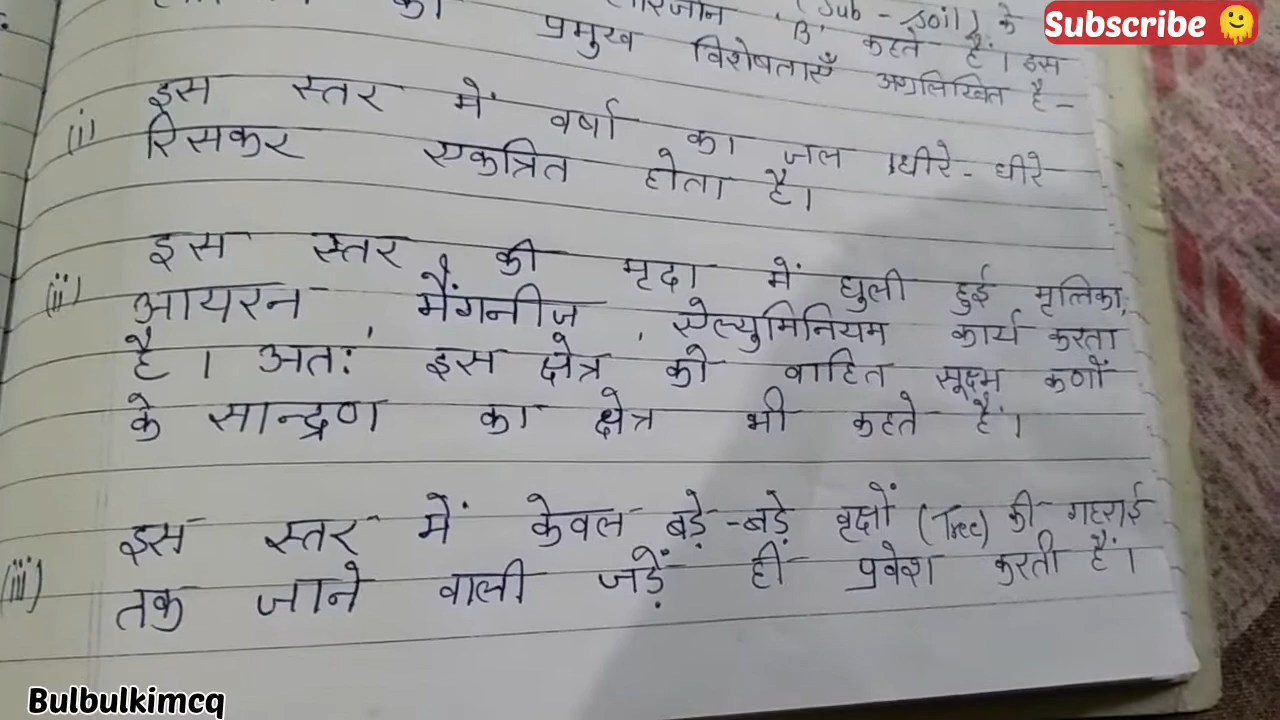 (Sub - Soil) के
'B' कहते हैं। इस
Subscribe
प्रमुख विशेषताएँ अग्रलिखित है-
(i) इस स्तर में वर्षा का जल धीरे- धीरे
रिसकर एकत्रित होता है।
(ii) इस स्तर की मृदा में घुली हुई मृत्तिका,
आयरन, मैंगनीज, ऐल्युमिनियम कार्य करता
है। अतः इस क्षेत्र को वाहित सूक्ष्म कणों
के सान्द्रण का क्षेत्र भी कहते हैं।
(iii) इस स्तर में केवल बड़े-बड़े वृक्षों (Tree) की गहराई
तक जाने वाली जड़ें ही प्रवेश करती हैं।
Bulbulkimcq